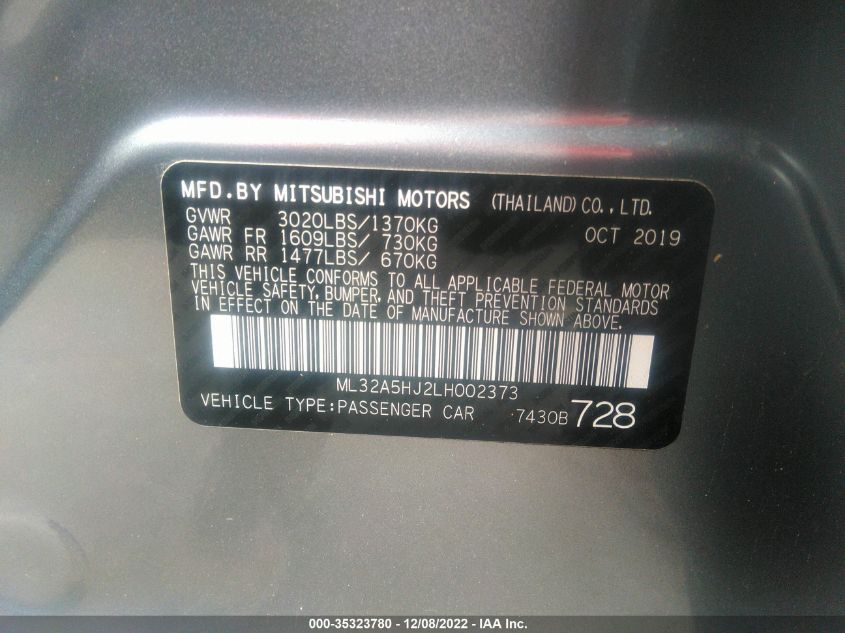 MFD.BY MITSUBISHI MOTORS (THAILAND) CO., LTD.
GVWR 3020LBS/1370KG OCT 2019
GAWR FR 1609LBS/ 730KG
GAWR RR 1477LBS/ 670KG
THIS VEHICLE CONFORMS TO ALL APPLICABLE FEDERAL MOTOR
VEHICLE SAFETY, BUMPER, AND THEFT PREVENTION STANDARDS
IN EFFECT ON THE DATE OF MANUFACTURE SHOWN ABOVE.
ML32A5HJ2LH002373
VEHICLE TYPE:PASSENGER CAR 7430B 728
000-35323780 - 12/08/2022 - IAA Inc.